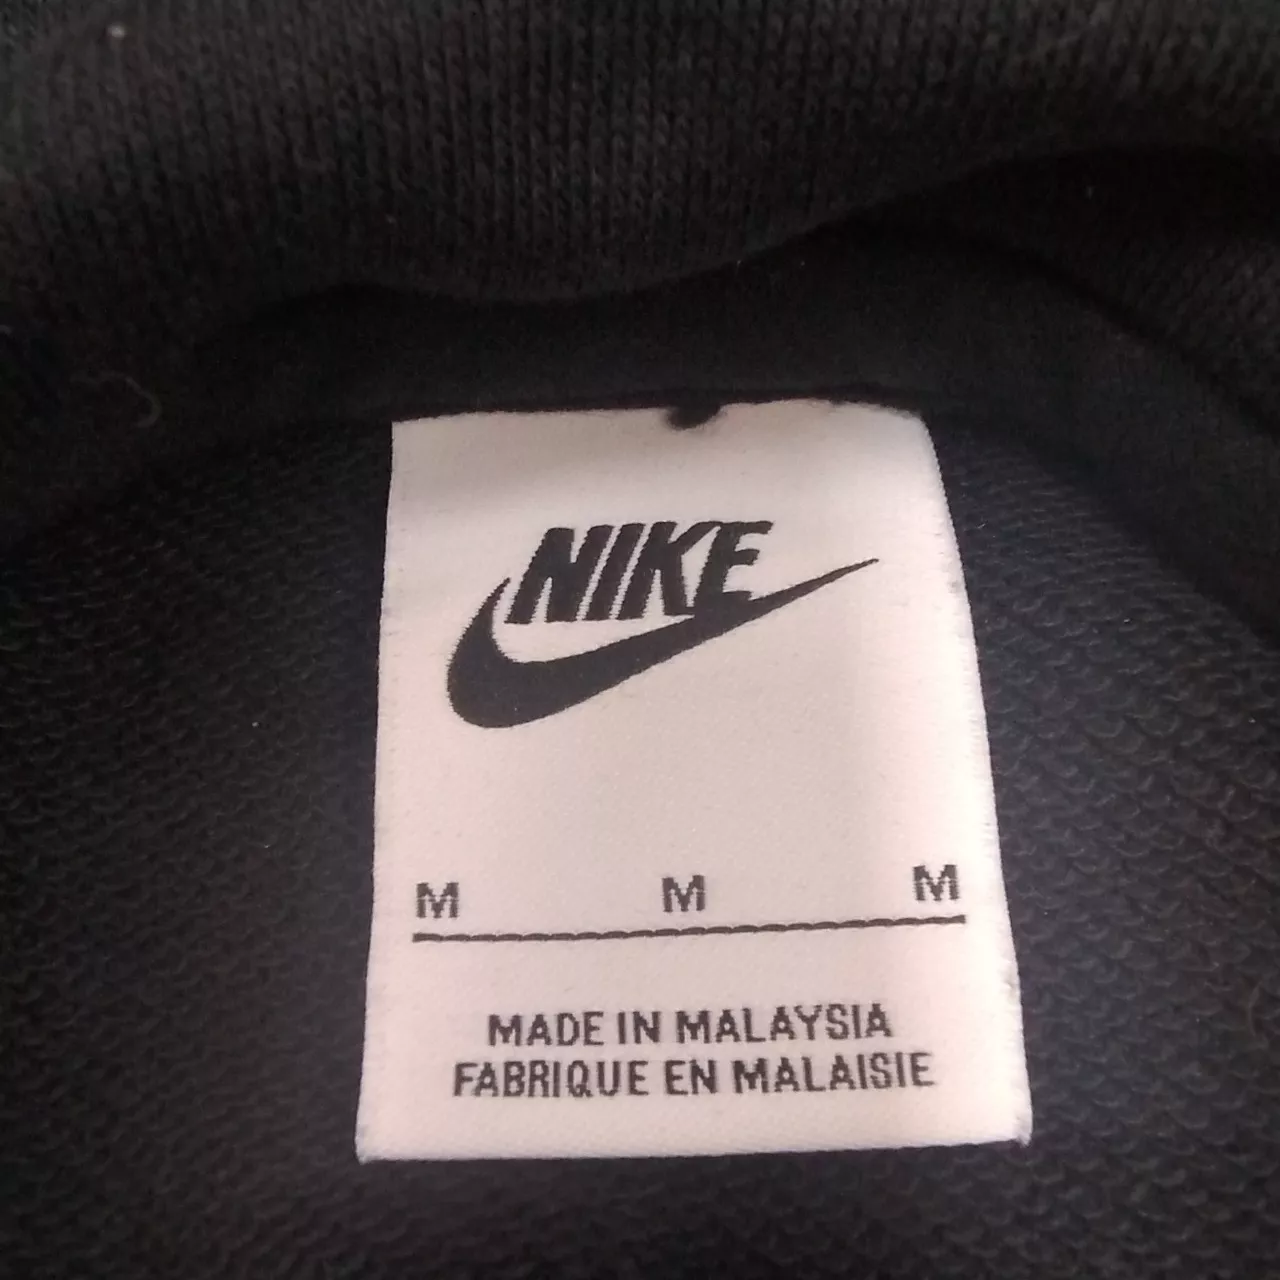 NIKE
M M M
MADE IN MALAYSIA
FABRIQUE EN MALAISIE